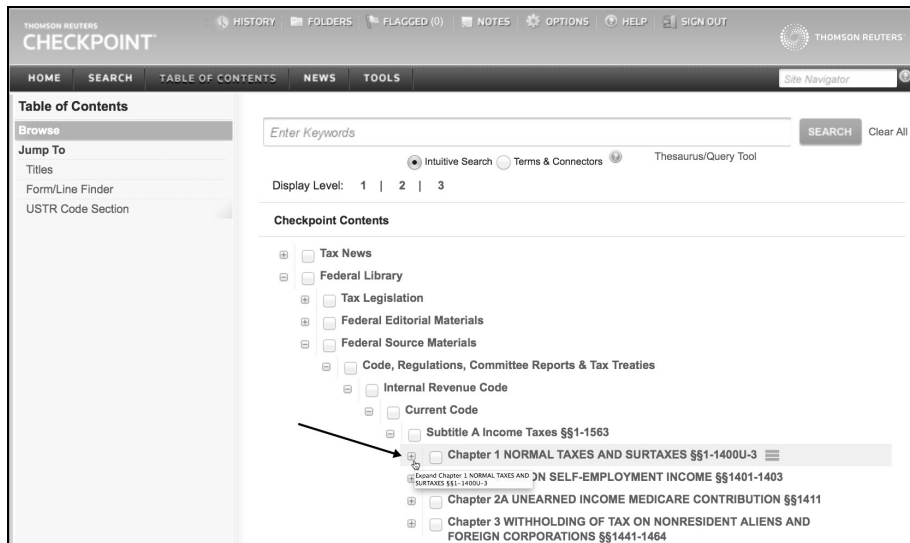 HISTORY FOLDERS FLAGGED (0) NOTES OPTIONS HELP SIGN OUT
THOMSON REUTERS
CHECKPOINT™
THOMSON REUTERS
HOME SEARCH TABLE OF CONTENTS NEWS TOOLS Site Navigator
Table of Contents
Browse
Jump To
Titles
Form/Line Finder
USTR Code Section
Enter Keywords SEARCH Clear All
Intuitive Search Terms & Connectors Thesaurus/Query Tool
Display Level: 1 | 2 | 3
Checkpoint Contents
Tax News
Federal Library
Tax Legislation
Federal Editorial Materials
Federal Source Materials
Code, Regulations, Committee Reports & Tax Treaties
Internal Revenue Code
Current Code
Subtitle A Income Taxes §§1-1563
Chapter 1 NORMAL TAXES AND SURTAXES §§1-1400U-3
Expand Chapter 1 NORMAL TAXES AND
SURTAXES §§1-1400U-3
ON SELF-EMPLOYMENT INCOME §§1401-1403
Chapter 2A UNEARNED INCOME MEDICARE CONTRIBUTION §§1411
Chapter 3 WITHHOLDING OF TAX ON NONRESIDENT ALIENS AND
FOREIGN CORPORATIONS §§1441-1464